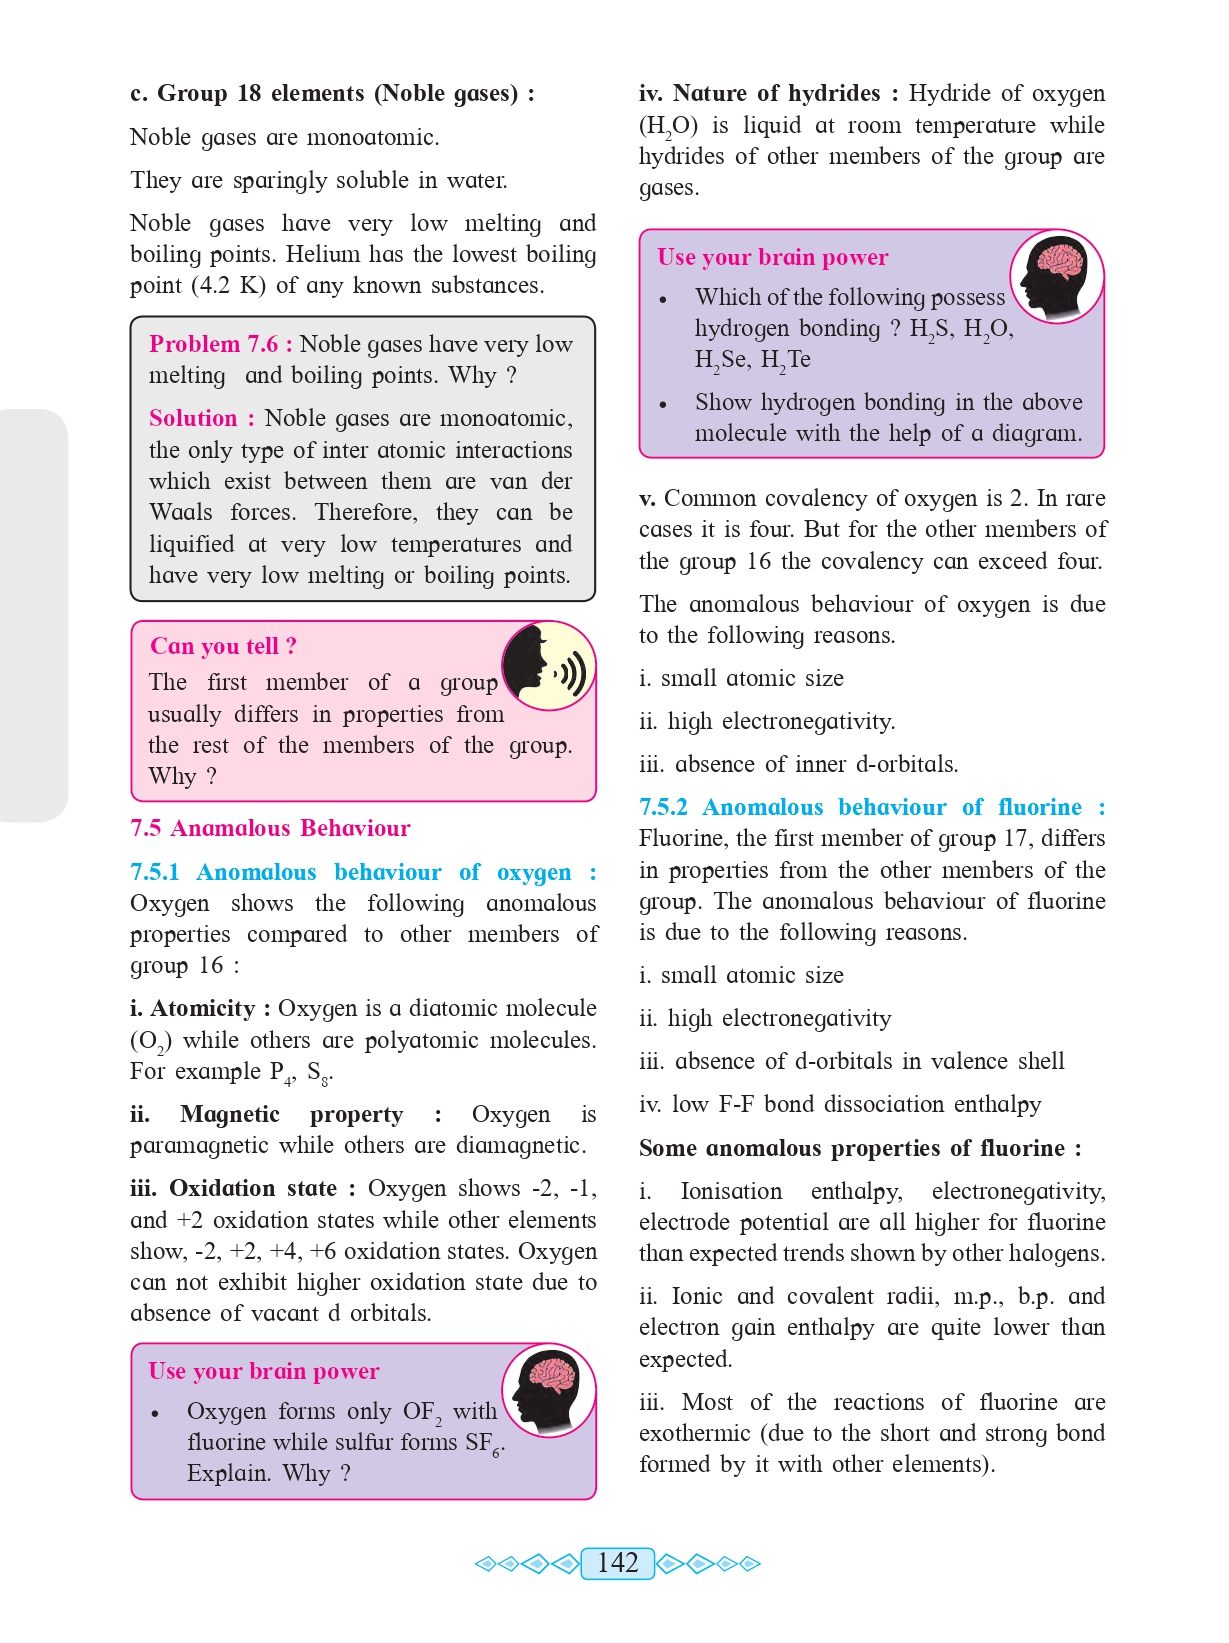 c. Group 18 elements (Noble gases) :
Noble gases are monoatomic.
They are sparingly soluble in water.
Noble gases have very low melting and
boiling points. Helium has the lowest boiling
point (4.2 K) of any known substances.
Problem 7.6 : Noble gases have very low
melting and boiling points. Why ?
Solution : Noble gases are monoatomic,
the only type of inter atomic interactions
which exist between them are van der
Waals forces. Therefore, they can be
liquified at very low temperatures and
have very low melting or boiling points.
Can you tell ?
The first member of a group
usually differs in properties from
the rest of the members of the group.
Why ?
7.5 Anamalous Behaviour
7.5.1 Anomalous behaviour of oxygen :
Oxygen shows the following anomalous
properties compared to other members of
group 16 :
i. Atomicity : Oxygen is a diatomic molecule
(O₂) while others are polyatomic molecules.
For example P₄, S₈.
ii. Magnetic property : Oxygen is
paramagnetic while others are diamagnetic.
iii. Oxidation state : Oxygen shows -2, -1,
and +2 oxidation states while other elements
show, -2, +2, +4, +6 oxidation states. Oxygen
can not exhibit higher oxidation state due to
absence of vacant d orbitals.
Use your brain power
• Oxygen forms only OF₂ with
fluorine while sulfur forms SF₆.
Explain. Why ?
iv. Nature of hydrides : Hydride of oxygen
(H₂O) is liquid at room temperature while
hydrides of other members of the group are
gases.
Use your brain power
• Which of the following possess
hydrogen bonding ? H₂S, H₂O,
H₂Se, H₂Te
• Show hydrogen bonding in the above
molecule with the help of a diagram.
v. Common covalency of oxygen is 2. In rare
cases it is four. But for the other members of
the group 16 the covalency can exceed four.
The anomalous behaviour of oxygen is due
to the following reasons.
i. small atomic size
ii. high electronegativity.
iii. absence of inner d-orbitals.
7.5.2 Anomalous behaviour of fluorine :
Fluorine, the first member of group 17, differs
in properties from the other members of the
group. The anomalous behaviour of fluorine
is due to the following reasons.
i. small atomic size
ii. high electronegativity
iii. absence of d-orbitals in valence shell
iv. low F-F bond dissociation enthalpy
Some anomalous properties of fluorine :
i. Ionisation enthalpy, electronegativity,
electrode potential are all higher for fluorine
than expected trends shown by other halogens.
ii. Ionic and covalent radii, m.p., b.p. and
electron gain enthalpy are quite lower than
expected.
iii. Most of the reactions of fluorine are
exothermic (due to the short and strong bond
formed by it with other elements).
142